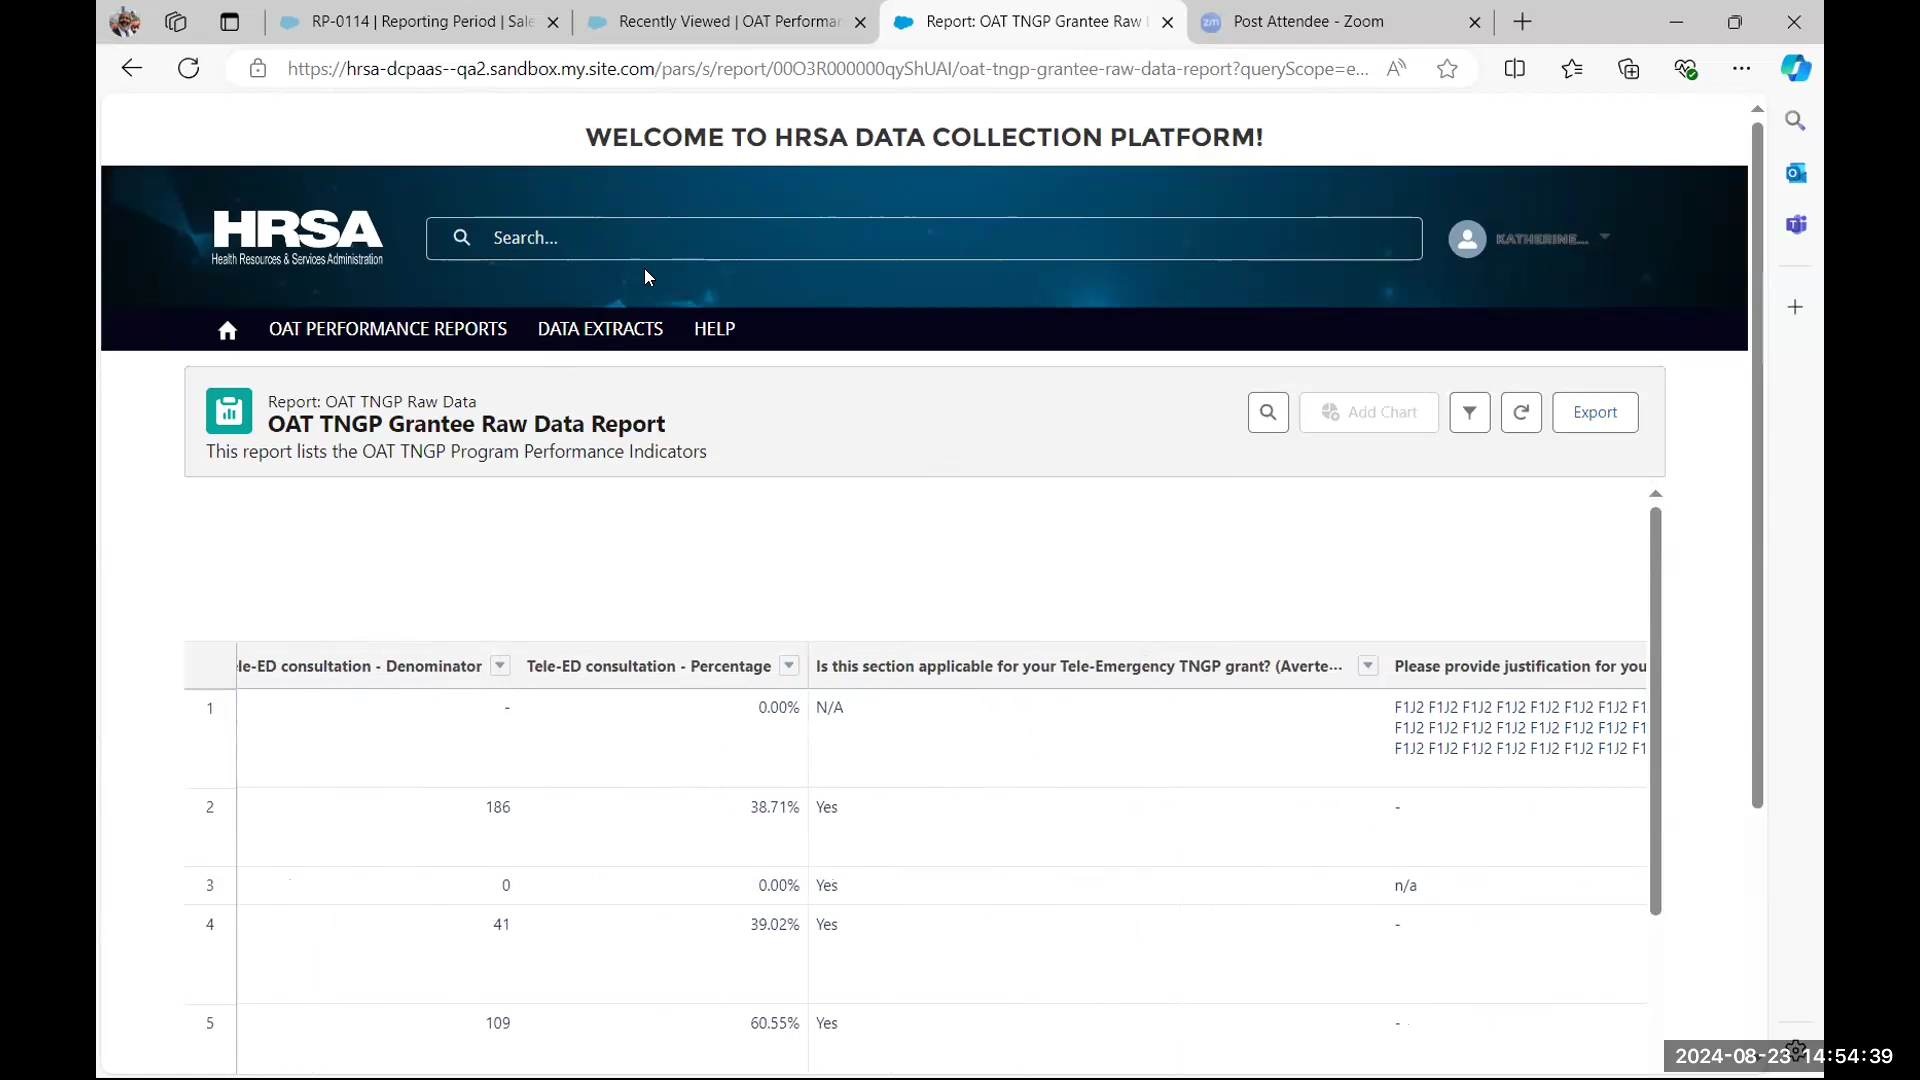 RP-0114 | Reporting Period | Sale
Recently Viewed | OAT Performa
Report: OAT TNGP Grantee Raw
Post Attendee - Zoom
https://hrsa-dcpaas--qa2.sandbox.my.site.com/pars/s/report/00O3R000000qyShUAI/oat-tngp-grantee-raw-data-report?queryScope=e...
WELCOME TO HRSA DATA COLLECTION PLATFORM!
HRSA
Health Resources & Services Administration
Search...
KATHERINE...
OAT PERFORMANCE REPORTS DATA EXTRACTS HELP
Report: OAT TNGP Raw Data
OAT TNGP Grantee Raw Data Report
This report lists the OAT TNGP Program Performance Indicators
Add Chart
Export
le-ED consultation - Denominator Tele-ED consultation - Percentage Is this section applicable for your Tele-Emergency TNGP grant? (Averte... Please provide justification for you
1 - 0.00% N/A F1J2 F1J2 F1J2 F1J2 F1J2 F1J2 F1J2 F1
F1J2 F1J2 F1J2 F1J2 F1J2 F1J2 F1J2 F1
F1J2 F1J2 F1J2 F1J2 F1J2 F1J2 F1J2 F1
2 186 38.71% Yes -
3 0 0.00% Yes n/a
4 41 39.02% Yes -
5 109 60.55% Yes -
2024-08-23 14:54:39